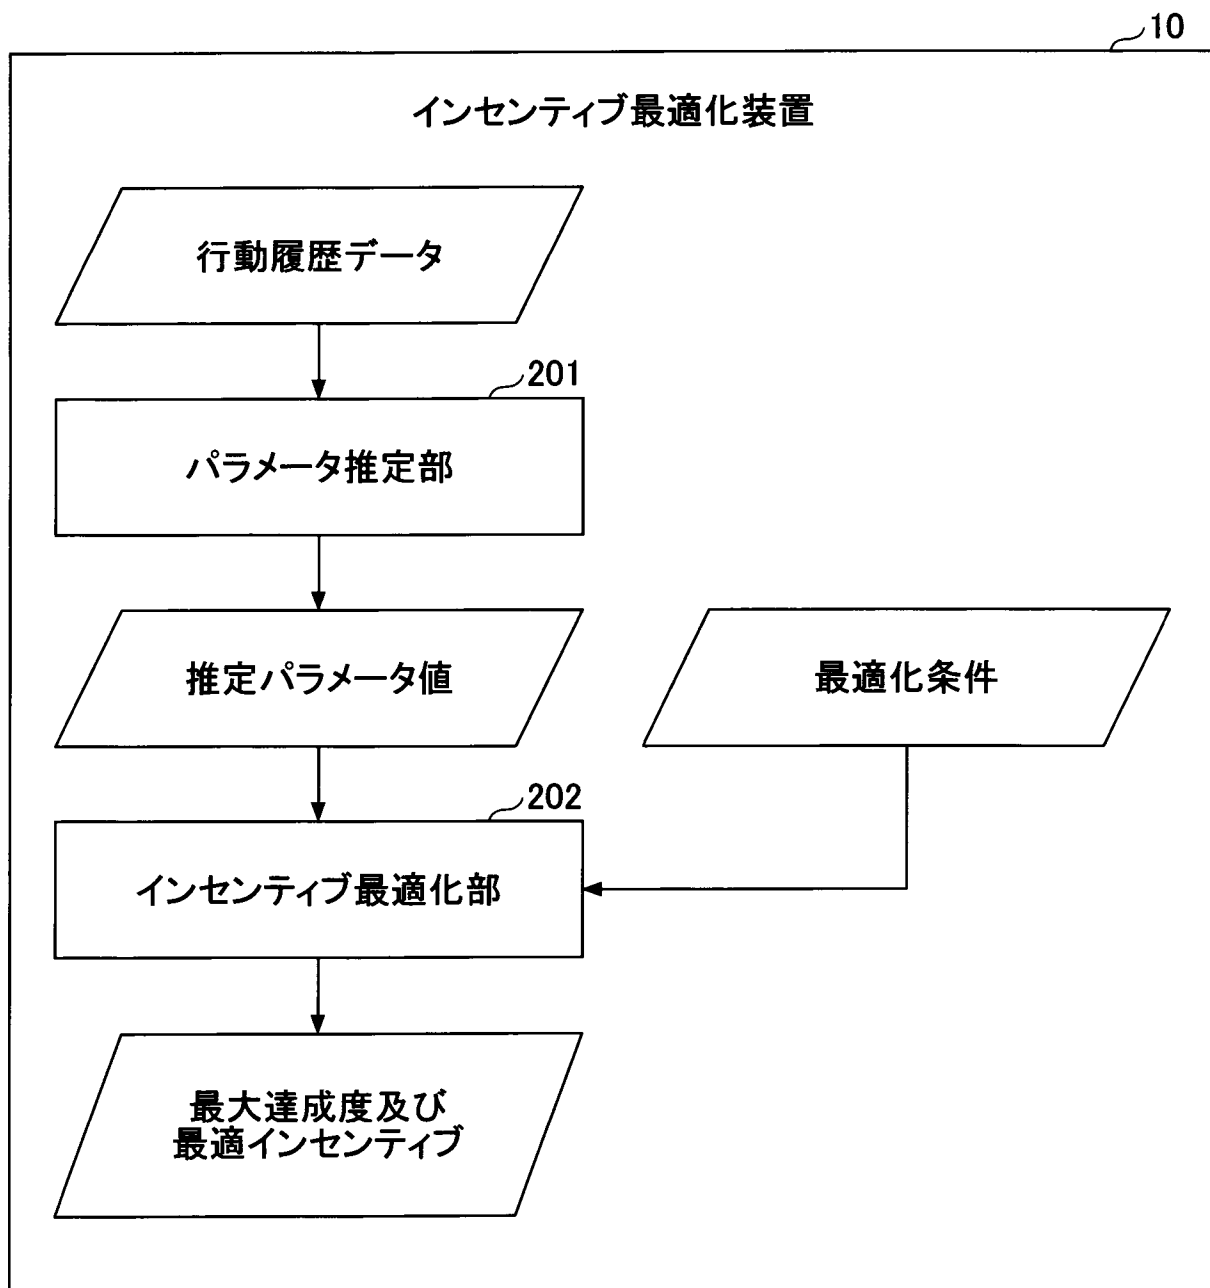 10
インセンティブ最適化装置
行動履歴データ
201
パラメータ推定部
推定パラメータ値
最適化条件
202
インセンティブ最適化部
最大達成度及び
最適インセンティブ